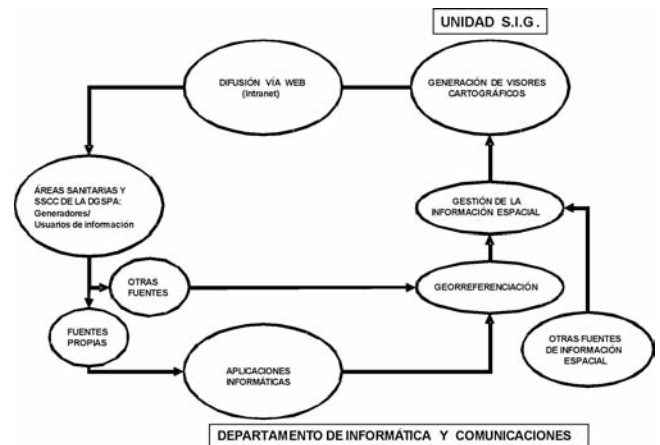 UNIDAD S.I.G.
DIFUSIÓN VÍA WEB
(Intranet)
GENERACIÓN DE VISORES
CARTOGRÁFICOS
ÁREAS SANITARIAS Y
SSCC DE LA DGSPA:
Generadores/
Usuarios de información
GESTIÓN DE LA
INFORMACIÓN ESPACIAL
OTRAS
FUENTES
GEORREFERENCIACIÓN
FUENTES
PROPIAS
OTRAS FUENTES
DE INFORMACIÓN
ESPACIAL
APLICACIONES
INFORMÁTICAS
DEPARTAMENTO DE INFORMÁTICA Y COMUNICACIONES